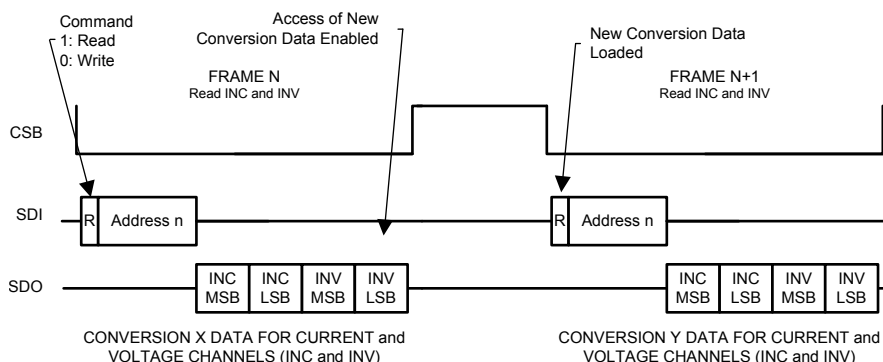 Command
1: Read
0: Write
Access of New
Conversion Data Enabled
New Conversion Data
Loaded
FRAME N
Read INC and INV
FRAME N+1
Read INC and INV
CSB
SDI
R
Address n
R
Address n
SDO
INC
MSB
INC
LSB
INV
MSB
INV
LSB
INC
MSB
INC
LSB
INV
MSB
INV
LSB
CONVERSION X DATA FOR CURRENT and
VOLTAGE CHANNELS (INC and INV)
CONVERSION Y DATA FOR CURRENT and
VOLTAGE CHANNELS (INC and INV)